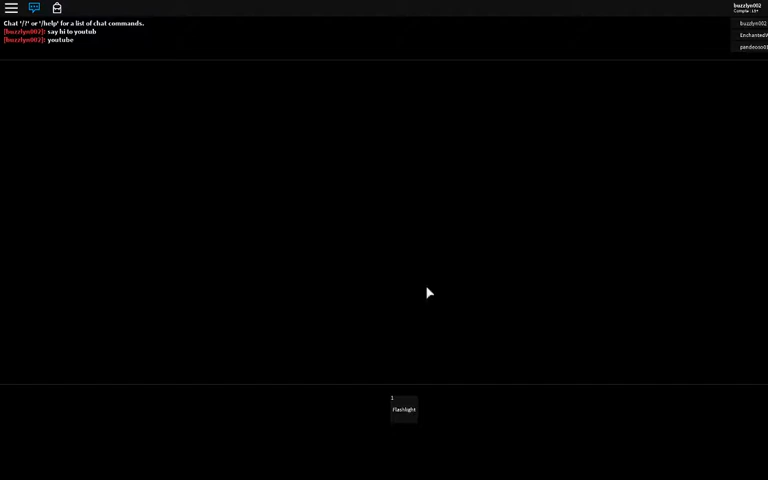 buzzlyn002
Chat '/?' or '/help' for a list of chat commands.
[buzzlyn002]: say hi to youtub
[buzzlyn002]: youtube
buzzlyn002
1
Flashlight